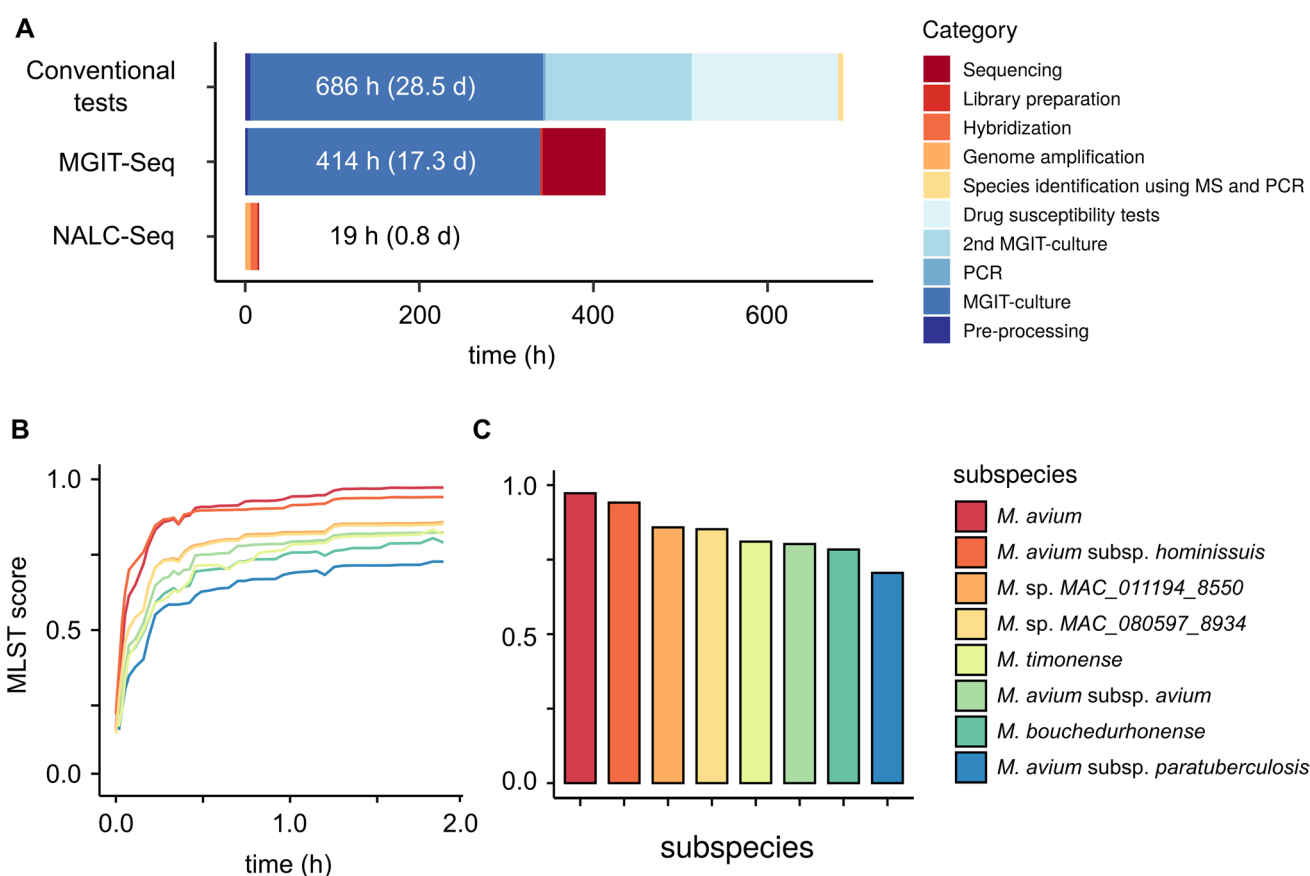 A
Conventional
tests
686 h (28.5 d)
MGIT-Seq
414 h (17.3 d)
NALC-Seq
19 h (0.8 d)
0
200
400
600
time (h)
Category
Sequencing
Library preparation
Hybridization
Genome amplification
Species identification using MS and PCR
Drug susceptibility tests
2nd MGIT-culture
PCR
MGIT-culture
Pre-processing
B
MLST score
1.0
0.5
0.0
0.0
1.0
2.0
time (h)
C
1.0
0.5
0.0
subspecies
subspecies
M. avium
M. avium subsp. hominissuis
M. sp. MAC_011194_8550
M. sp. MAC_080597_8934
M. timonense
M. avium subsp. avium
M. bouchedurhonense
M. avium subsp. paratuberculosis